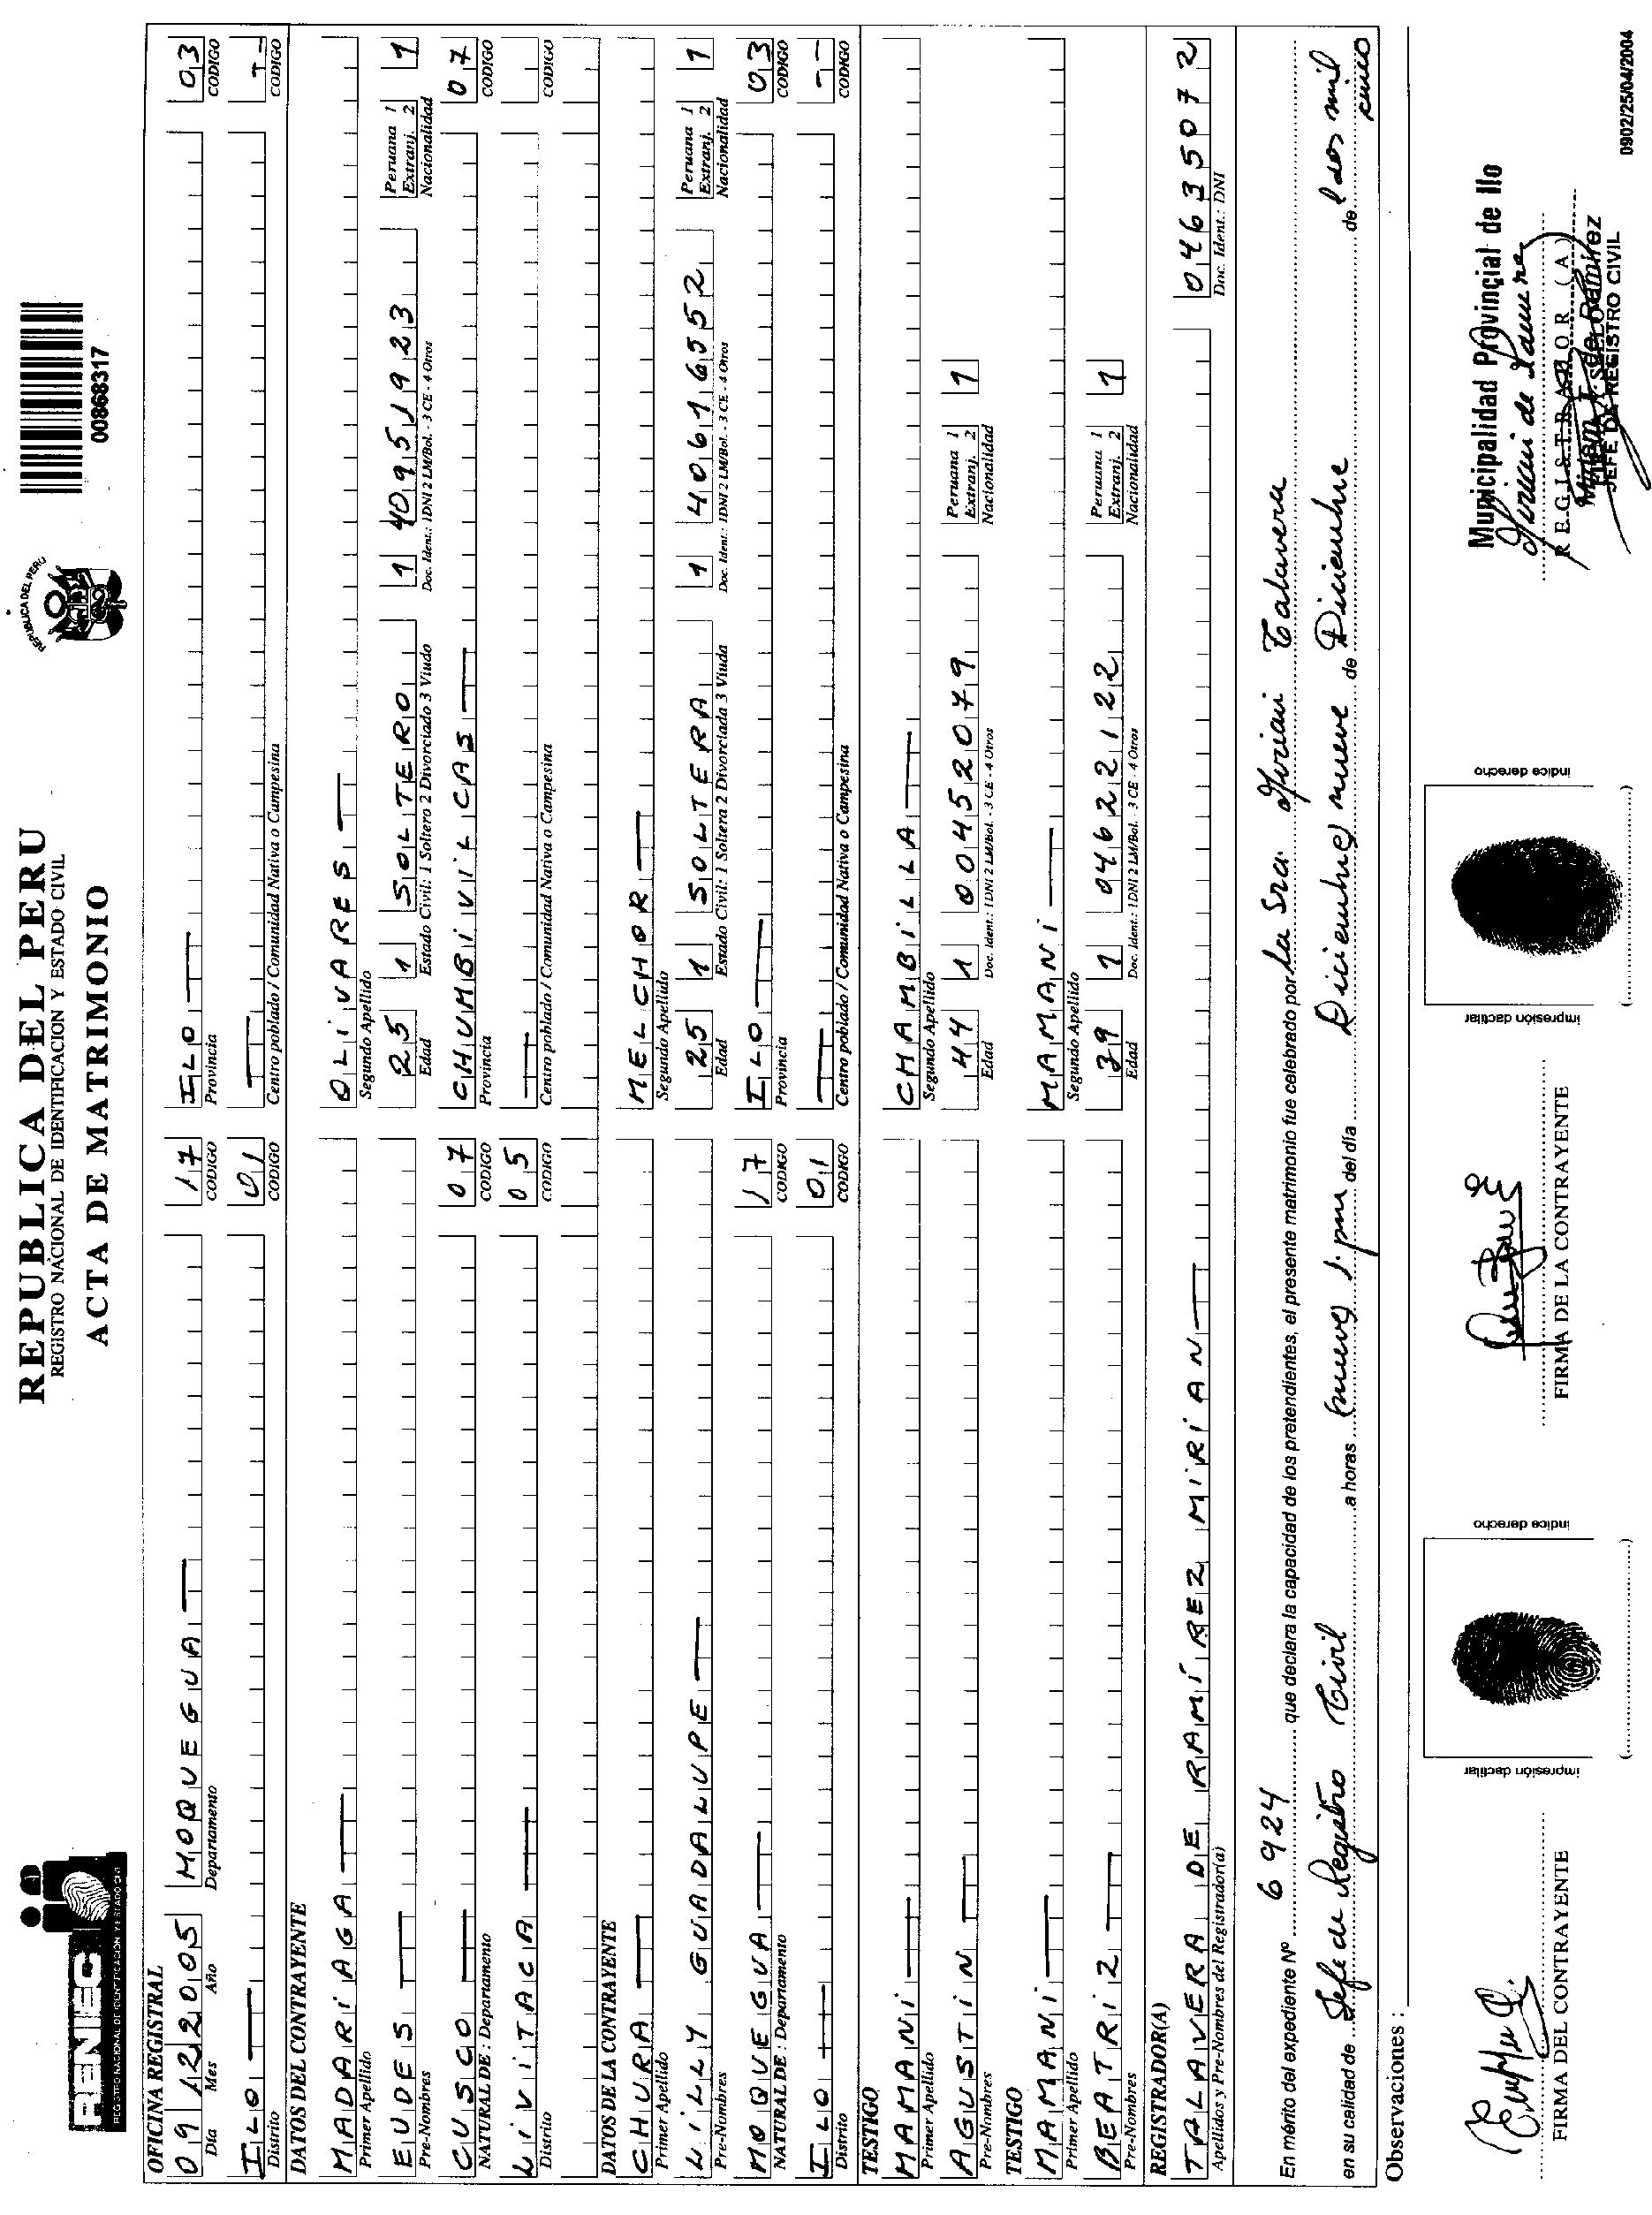 RENIEC
REGISTRO NACIONAL DE IDENTIFICACION Y ESTADO CIVIL
REPUBLICA DEL PERU
REGISTRO NACIONAL DE IDENTIFICACION Y ESTADO CIVIL
ACTA DE MATRIMONIO
REPUBLICA DEL PERU
00868317
OFICINA REGISTRAL
09 12 2005 MOQUEGUA 17 ILO 03
Día Mes Año Departamento CODIGO Provincia CODIGO
ILO 01
Distrito CODIGO Centro poblado / Comunidad Nativa o Campesina CODIGO
DATOS DEL CONTRAYENTE
MADARiAGA OLiVARES
Primer Apellido Segundo Apellido
EUDES 25 1 SOLTERO 1 40951923 Peruana 1 Extranj. 2 1
Pre-Nombres Edad Estado Civil: 1 Soltero 2 Divorciado 3 Viudo Doc. Ident.: 1DNI 2 LM/Bol. - 3 CE - 4 Otros Nacionalidad
CUSCO 07 CHUMBiViLCAS 07
NATURAL DE : Departamento CODIGO Provincia CODIGO
LiViTACA 05
Distrito CODIGO Centro poblado / Comunidad Nativa o Campesina CODIGO
DATOS DE LA CONTRAYENTE
CHURA MELCHOR
Primer Apellido Segundo Apellido
LiLLY GUADALUPE 25 1 SOLTERA 1 40616552 Peruana 1 Extranj. 2 1
Pre-Nombres Edad Estado Civil: 1 Soltera 2 Divorciada 3 Viuda Doc. Ident.: 1DNI 2 LM/Bol. - 3 CE - 4 Otros Nacionalidad
MOQUEGUA 17 ILO 03
NATURAL DE : Departamento CODIGO Provincia CODIGO
ILO 01
Distrito CODIGO Centro poblado / Comunidad Nativa o Campesina CODIGO
TESTIGO
MAMANi CHAMBiLLA
Primer Apellido Segundo Apellido
AGUSTiN 44 1 00452079 Peruana 1 Extranj. 2 1
Pre-Nombres Edad Doc. Ident.: 1DNI 2 LM/Bol. - 3 CE - 4 Otros Nacionalidad
TESTIGO
MAMANi MAMANi
Primer Apellido Segundo Apellido
BEATRiZ 1 04622122 Peruana 1 Extranj. 2 1
Pre-Nombres Edad Doc. Ident.: 1DNI 2 LM/Bol. - 3 CE - 4 Otros Nacionalidad
REGISTRADOR(A)
TALAVERA DE RAMíREZ MiRiAN 04635072
Apellidos y Pre-Nombres del Registrador(a) Doc. Ident.: DNI
En mérito del expediente Nº 6924 que declara la capacidad de los pretendientes, el presente matrimonio fue celebrado por La Sra. Mirian Talavera
en su calidad de Jefe de Registro Civil a horas (nueve) p.m del día Diciembre) nueve de Diciembre de l dos mil cinco
Observaciones :
FIRMA DEL CONTRAYENTE
impresión dactilar
indice derecho
FIRMA DE LA CONTRAYENTE
impresión dactilar
indice derecho
Municipalidad Provincial de Ilo
REGISTRADOR (A)
JEFE DE REGISTRO CIVIL
0902/25/04/2004